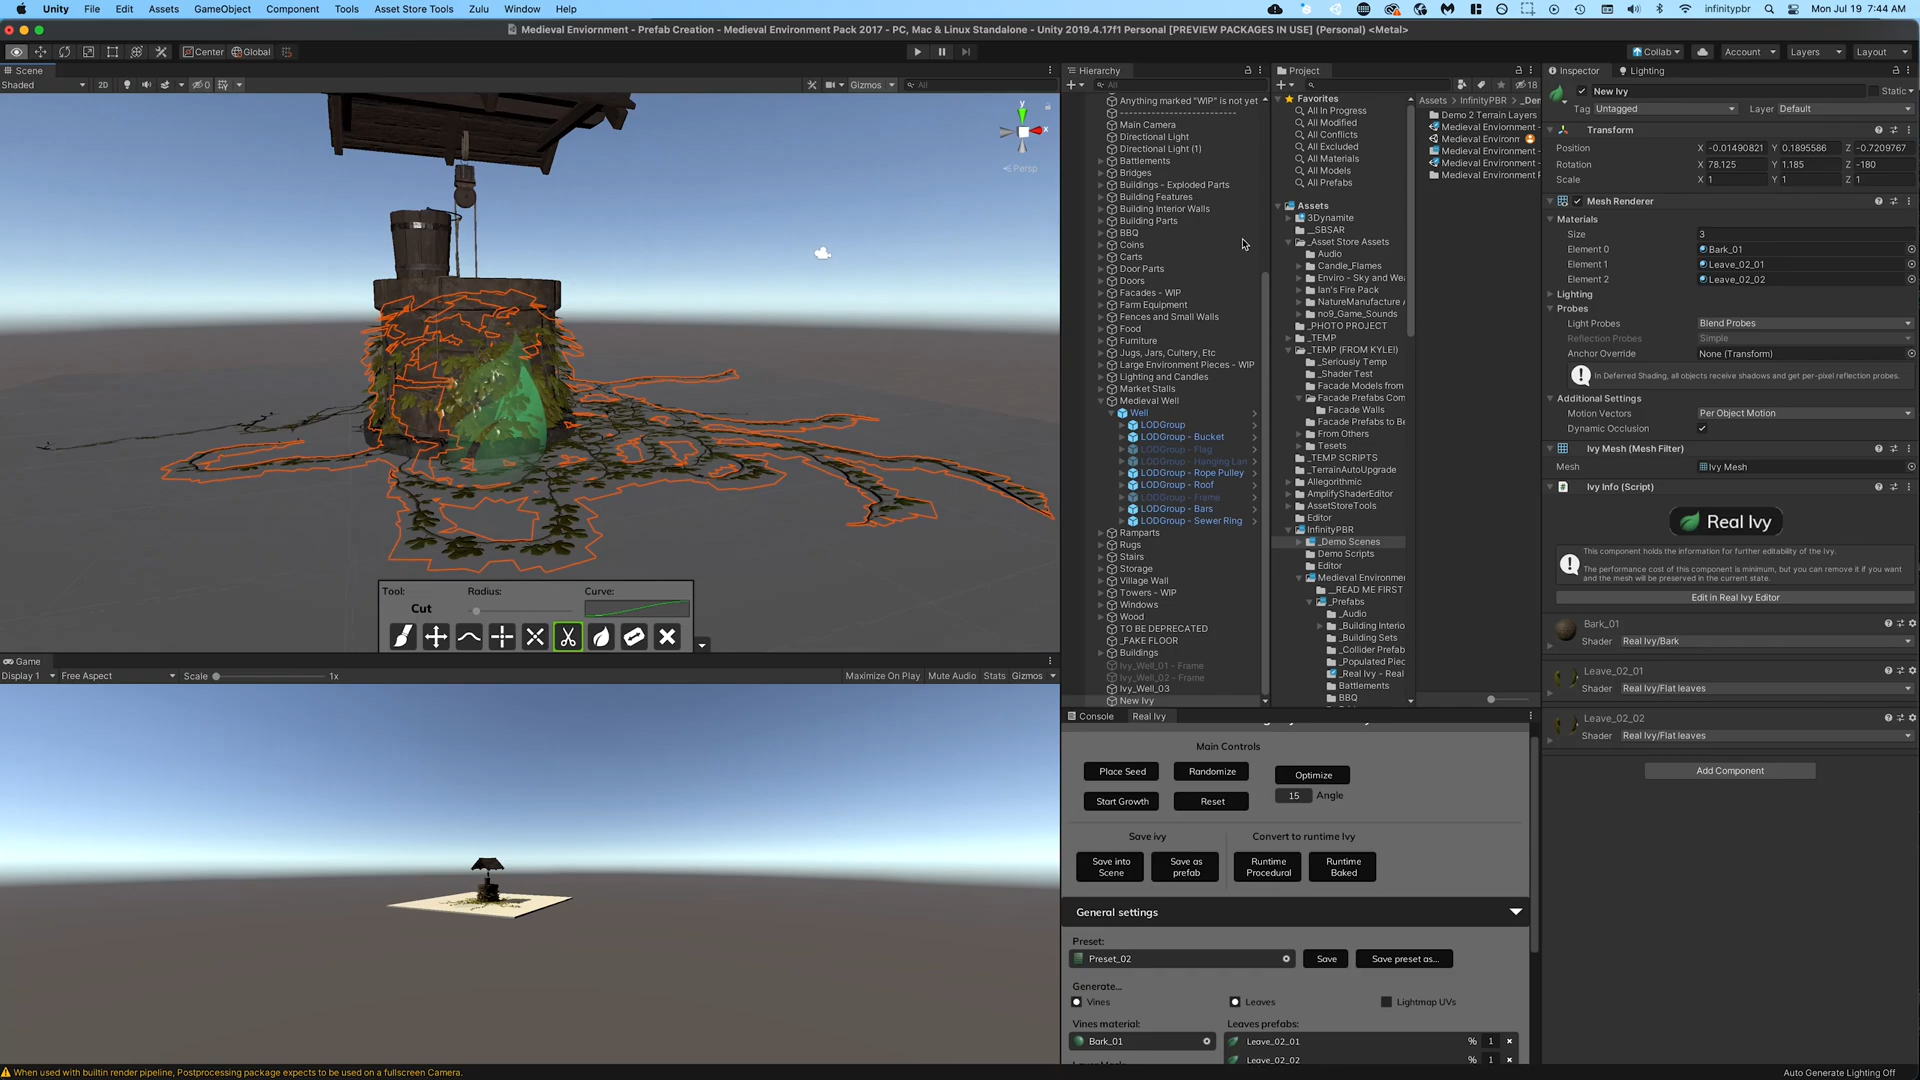 Unity File Edit Assets GameObject Component Tools Asset Store Tools Zulu Window Help
infinitypbr Mon Jul 19 7:44 AM
Medieval Enviornment - Prefab Creation - Medieval Environment Pack 2017 - PC, Mac & Linux Standalone - Unity 2019.4.17f1 Personal [PREVIEW PACKAGES IN USE] (Personal) <Metal>
Center Global
Collab Account Layers Layout
Scene
Shaded 2D 0 Gizmos All
y
x
Persp
Tool: Radius: Curve:
Cut
Game
Display 1 Free Aspect Scale 1x Maximize On Play Mute Audio Stats Gizmos
Hierarchy
All
Anything marked "WIP" is not yet
Main Camera
Directional Light
Directional Light (1)
Battlements
Bridges
Buildings - Exploded Parts
Building Features
Building Interior Walls
Building Parts
BBQ
Coins
Carts
Door Parts
Doors
Facades - WIP
Farm Equipment
Fences and Small Walls
Food
Furniture
Jugs, Jars, Cultery, Etc
Large Environment Pieces - WIP
Lighting and Candles
Market Stalls
Medieval Well
Well
LODGroup
LODGroup - Bucket
LODGroup - Flag
LODGroup - Hanging Lan
LODGroup - Rope Pulley
LODGroup - Roof
LODGroup - Frame
LODGroup - Bars
LODGroup - Sewer Ring
Ramparts
Rugs
Stairs
Storage
Village Wall
Towers - WIP
Windows
Wood
TO BE DEPRECATED
_FAKE FLOOR
Buildings
Ivy_Well_01 - Frame
Ivy_Well_02 - Frame
Ivy_Well_03
New Ivy
Project
18
Favorites
All In Progress
All Modified
All Conflicts
All Excluded
All Materials
All Models
All Prefabs
Assets
3Dynamite
__SBSAR
_Asset Store Assets
Audio
Candle_Flames
Enviro - Sky and Wea
Ian's Fire Pack
NatureManufacture A
no9_Game_Sounds
_PHOTO PROJECT
_TEMP
_TEMP (FROM KYLE!)
_Seriously Temp
_Shader Test
Facade Models from
Facade Prefabs Com
Facade Walls
Facade Prefabs to Be
From Others
Tesets
_TEMP SCRIPTS
_TerrainAutoUpgrade
Allegorithmic
AmplifyShaderEditor
AssetStoreTools
Editor
InfinityPBR
_Demo Scenes
Demo Scripts
Editor
Medieval Environme
__READ ME FIRST
_Prefabs
_Audio
_Building Interio
_Building Sets
_Collider Prefab
_Populated Piec
_Real Ivy - Real
Battlements
BBQ
Assets > InfinityPBR > _Den
Demo 2 Terrain Layers
Medieval Enviornment -
Medieval Environm
Medieval Environment -
Medieval Environment -
Medieval Environment F
Console Real Ivy
Main Controls
Place Seed Randomize Optimize
Start Growth Reset 15 Angle
Save ivy Convert to runtime Ivy
Save into Scene Save as prefab Runtime Procedural Runtime Baked
General settings
Preset:
Preset_02 Save Save preset as...
Generate...
Vines Leaves Lightmap UVs
Vines material: Leaves prefabs:
Bark_01 Leave_02_01 % 1
Leave_02_02 % 1
Inspector Lighting
New Ivy Static
Tag Untagged Layer Default
Transform
Position X -0.01490821 Y 0.1895586 Z -0.7209767
Rotation X 78.125 Y 1.185 Z -180
Scale X 1 Y 1 Z 1
Mesh Renderer
Materials
Size 3
Element 0 Bark_01
Element 1 Leave_02_01
Element 2 Leave_02_02
Lighting
Probes
Light Probes Blend Probes
Reflection Probes Simple
Anchor Override None (Transform)
In Deferred Shading, all objects receive shadows and get per-pixel reflection probes.
Additional Settings
Motion Vectors Per Object Motion
Dynamic Occlusion
Ivy Mesh (Mesh Filter)
Mesh Ivy Mesh
Ivy Info (Script)
Real Ivy
This component holds the information for further editability of the Ivy.
The performance cost of this component is minimum, but you can remove it if you want
and the mesh will be preserved in the current state.
Edit in Real Ivy Editor
Bark_01
Shader Real Ivy/Bark
Leave_02_01
Shader Real Ivy/Flat leaves
Leave_02_02
Shader Real Ivy/Flat leaves
Add Component
When used with builtin render pipeline, Postprocessing package expects to be used on a fullscreen Camera.
Auto Generate Lighting Off